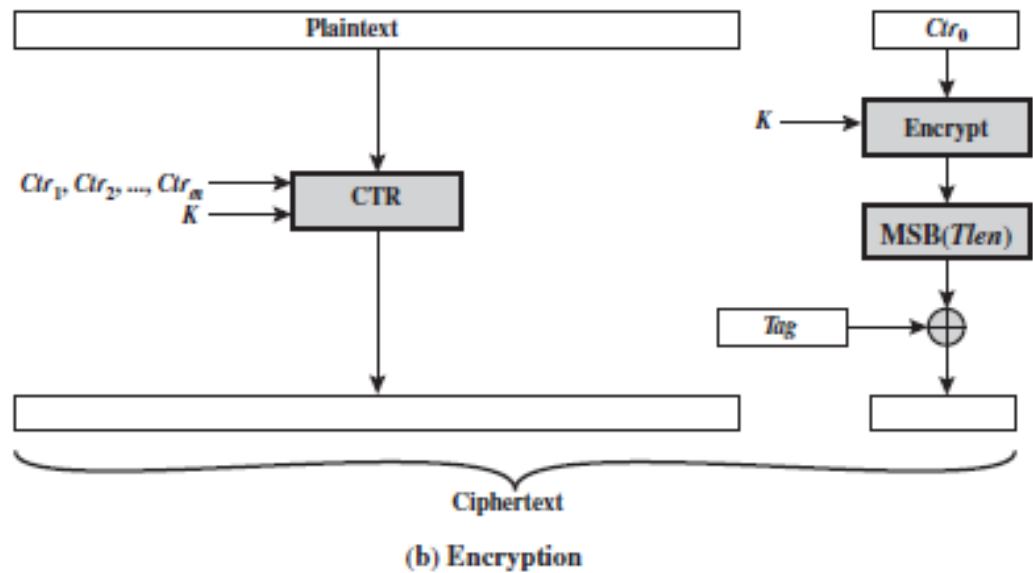 Plaintext
Ctr0
K
Encrypt
Ctr1, Ctr2, ..., Ctrm
K
CTR
MSB(Tlen)
Tag
Ciphertext
(b) Encryption